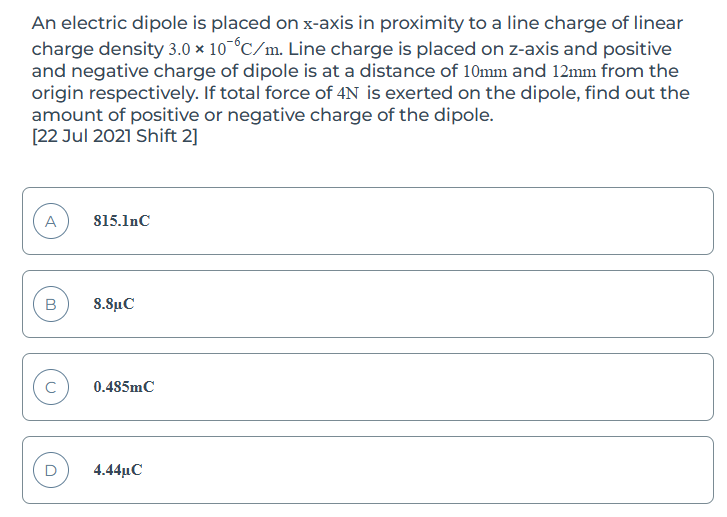 An electric dipole is placed on x-axis in proximity to a line charge of linear
charge density 3.0 × 10⁻⁶C/m. Line charge is placed on z-axis and positive
and negative charge of dipole is at a distance of 10mm and 12mm from the
origin respectively. If total force of 4N is exerted on the dipole, find out the
amount of positive or negative charge of the dipole.
[22 Jul 2021 Shift 2]
A 815.1nC
B 8.8μC
C 0.485mC
D 4.44μC